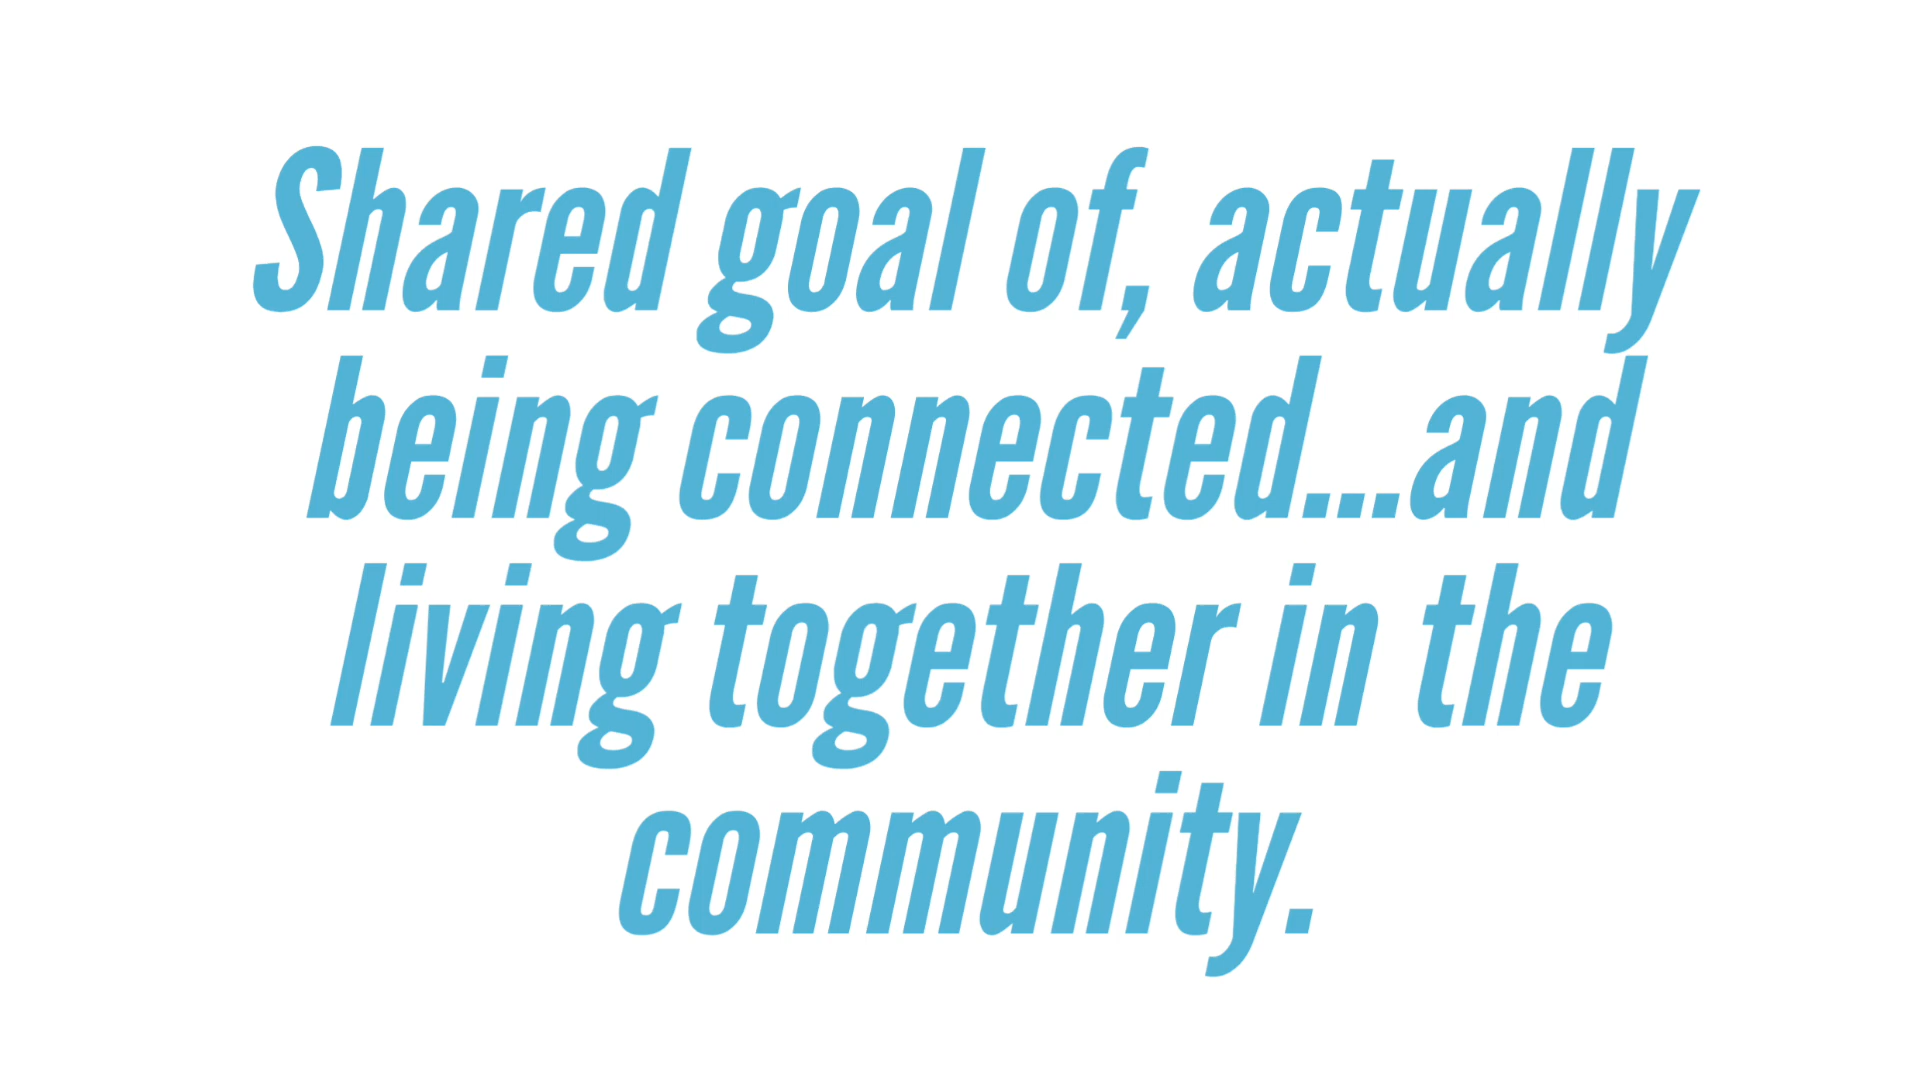 Shared goal of, actually
being connected...and
living together in the
community.